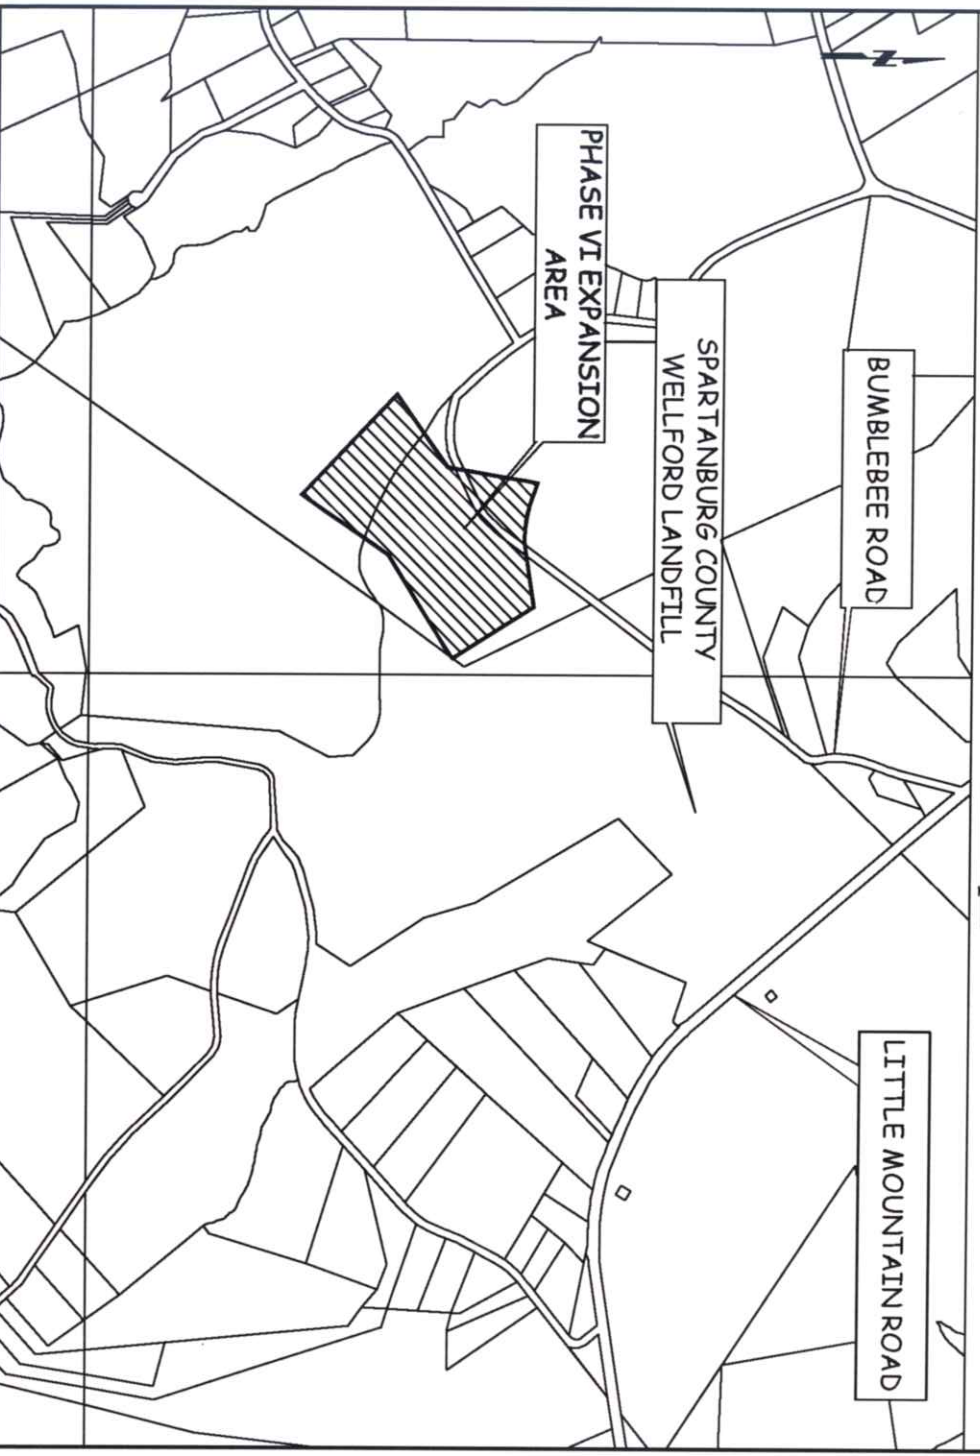 N
PHASE VI EXPANSION
AREA
SPARTANBURG COUNTY
WELLFORD LANDFILL
BUMBLEBEE ROAD
LITTLE MOUNTAIN ROAD